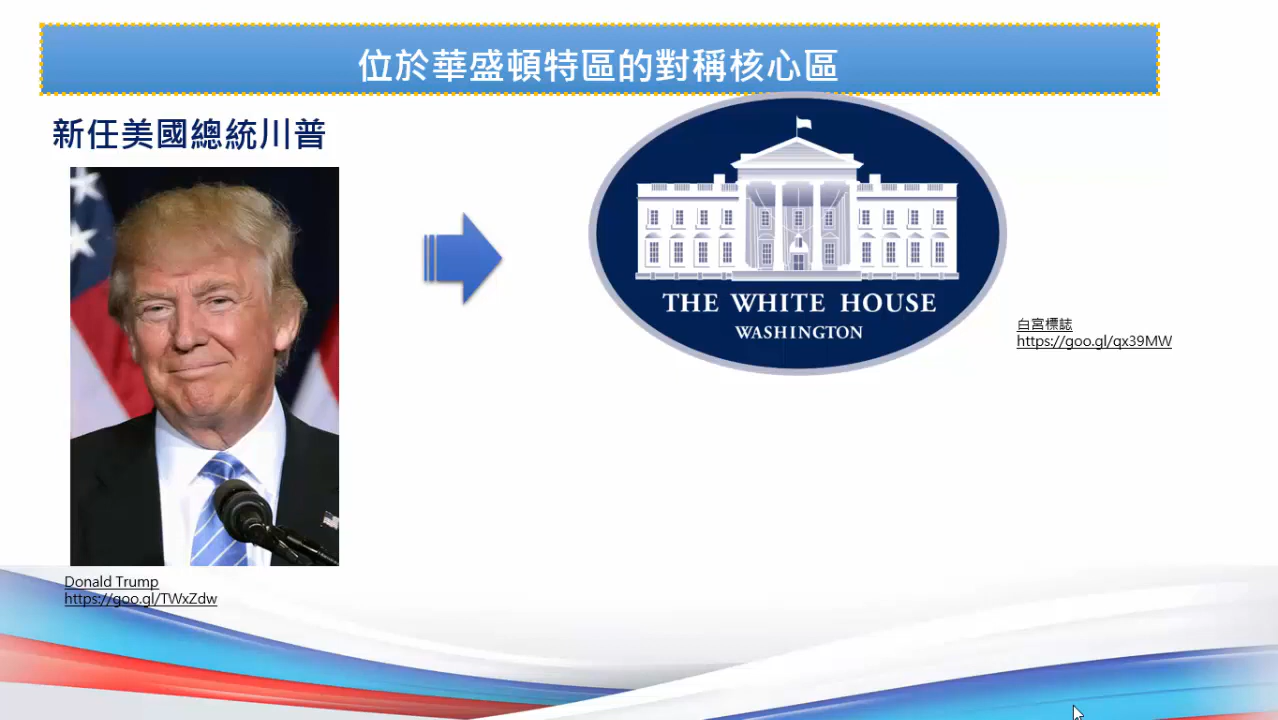 位於華盛頓特區的對稱核心區
新任美國總統川普
THE WHITE HOUSE
WASHINGTON
白宮標誌
https://goo.gl/qx39MW
Donald Trump
https://goo.gl/TWxZdw